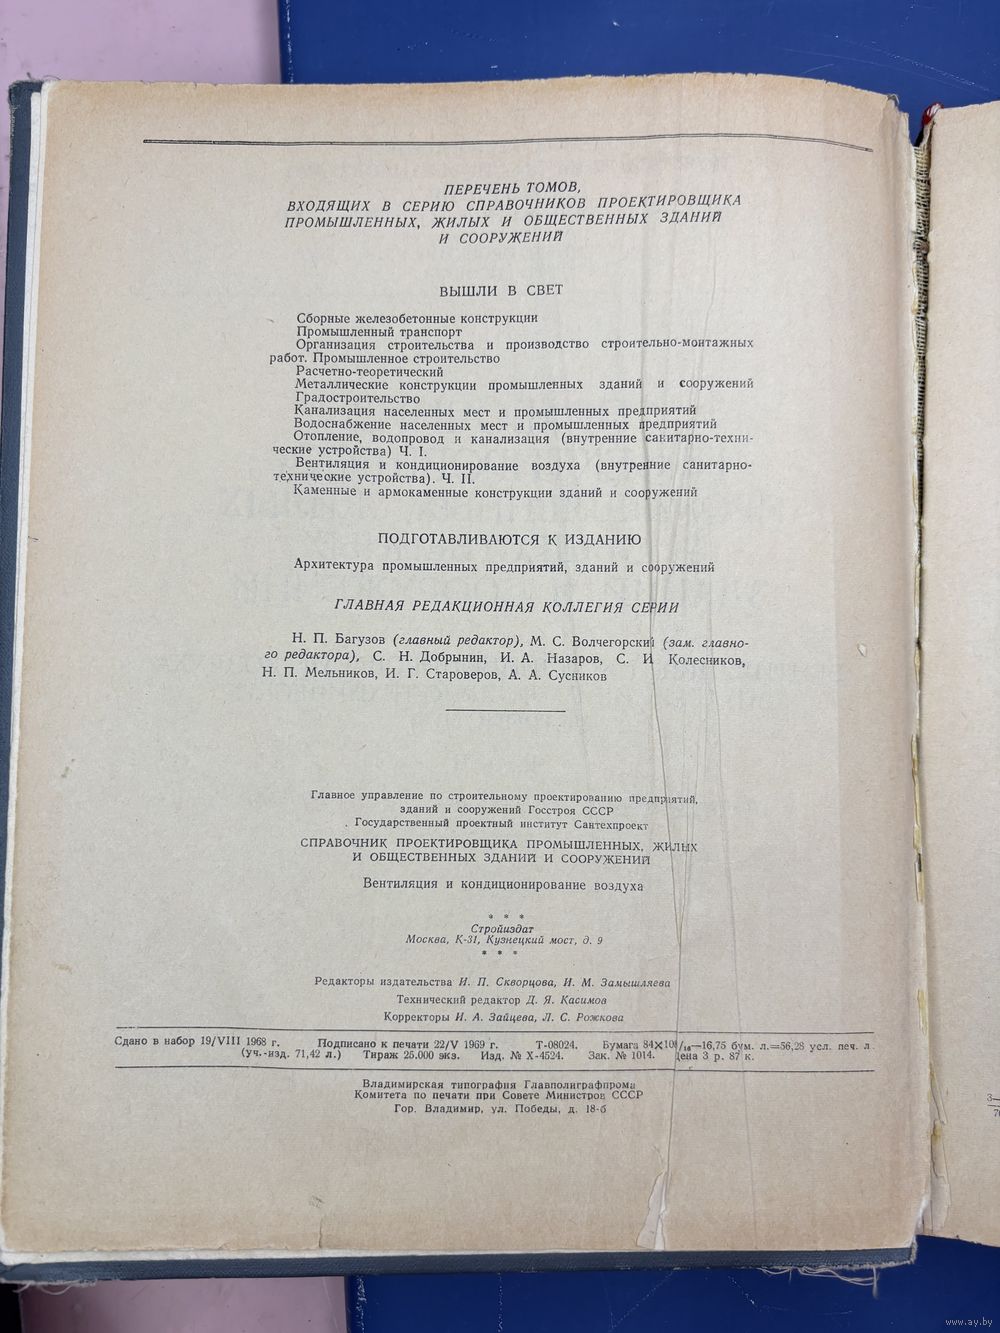 ПЕРЕЧЕНЬ ТОМОВ,
ВХОДЯЩИХ В СЕРИЮ СПРАВОЧНИКОВ ПРОЕКТИРОВЩИКА
ПРОМЫШЛЕННЫХ, ЖИЛЫХ И ОБЩЕСТВЕННЫХ ЗДАНИЙ
И СООРУЖЕНИЙ
ВЫШЛИ В СВЕТ
Сборные железобетонные конструкции
Промышленный транспорт
Организация строительства и производство строительно-монтажных
работ. Промышленное строительство
Расчетно-теоретический
Металлические конструкции промышленных зданий и сооружений
Градостроительство
Канализация населенных мест и промышленных предприятий
Водоснабжение населенных мест и промышленных предприятий
Отопление, водопровод и канализация (внутренние санитарно-техни-
ческие устройства) Ч. I.
Вентиляция и кондиционирование воздуха (внутренние санитарно-
технические устройства). Ч. II.
Каменные и армокаменные конструкции зданий и сооружений
ПОДГОТАВЛИВАЮТСЯ К ИЗДАНИЮ
Архитектура промышленных предприятий, зданий и сооружений
ГЛАВНАЯ РЕДАКЦИОННАЯ КОЛЛЕГИЯ СЕРИИ
Н. П. Багузов (главный редактор), М. С. Волчегорский (зам. главно-
го редактора), С. Н. Добрынин, И. А. Назаров, С. И. Колесников,
Н. П. Мельников, И. Г. Староверов, А. А. Сусников
Главное управление по строительному проектированию предприятий,
зданий и сооружений Госстроя СССР
Государственный проектный институт Сантехпроект
СПРАВОЧНИК ПРОЕКТИРОВЩИКА ПРОМЫШЛЕННЫХ, ЖИЛЫХ
И ОБЩЕСТВЕННЫХ ЗДАНИЙ И СООРУЖЕНИЙ
Вентиляция и кондиционирование воздуха
* * *
Стройиздат
Москва, К-31, Кузнецкий мост, д. 9
* * *
Редакторы издательства И. П. Скворцова, И. М. Замышляева
Технический редактор Д. Я. Касимов
Корректоры И. А. Зайцева, Л. С. Рожкова
Сдано в набор 19/VIII 1968 г. Подписано к печати 22/V 1969 г. Т-08024. Бумага 84×108/₁₆—16,75 бум. л.=56,28 усл. печ. л.
(Уч.-изд. 71,42 л.) Тираж 25.000 экз. Изд. № Х-4524. Зак. № 1014. Цена 3 р. 87 к.
Владимирская типография Главполиграфпрома
Комитета по печати при Совете Министров СССР
Гор. Владимир, ул. Победы, д. 18-б
www.ay.by